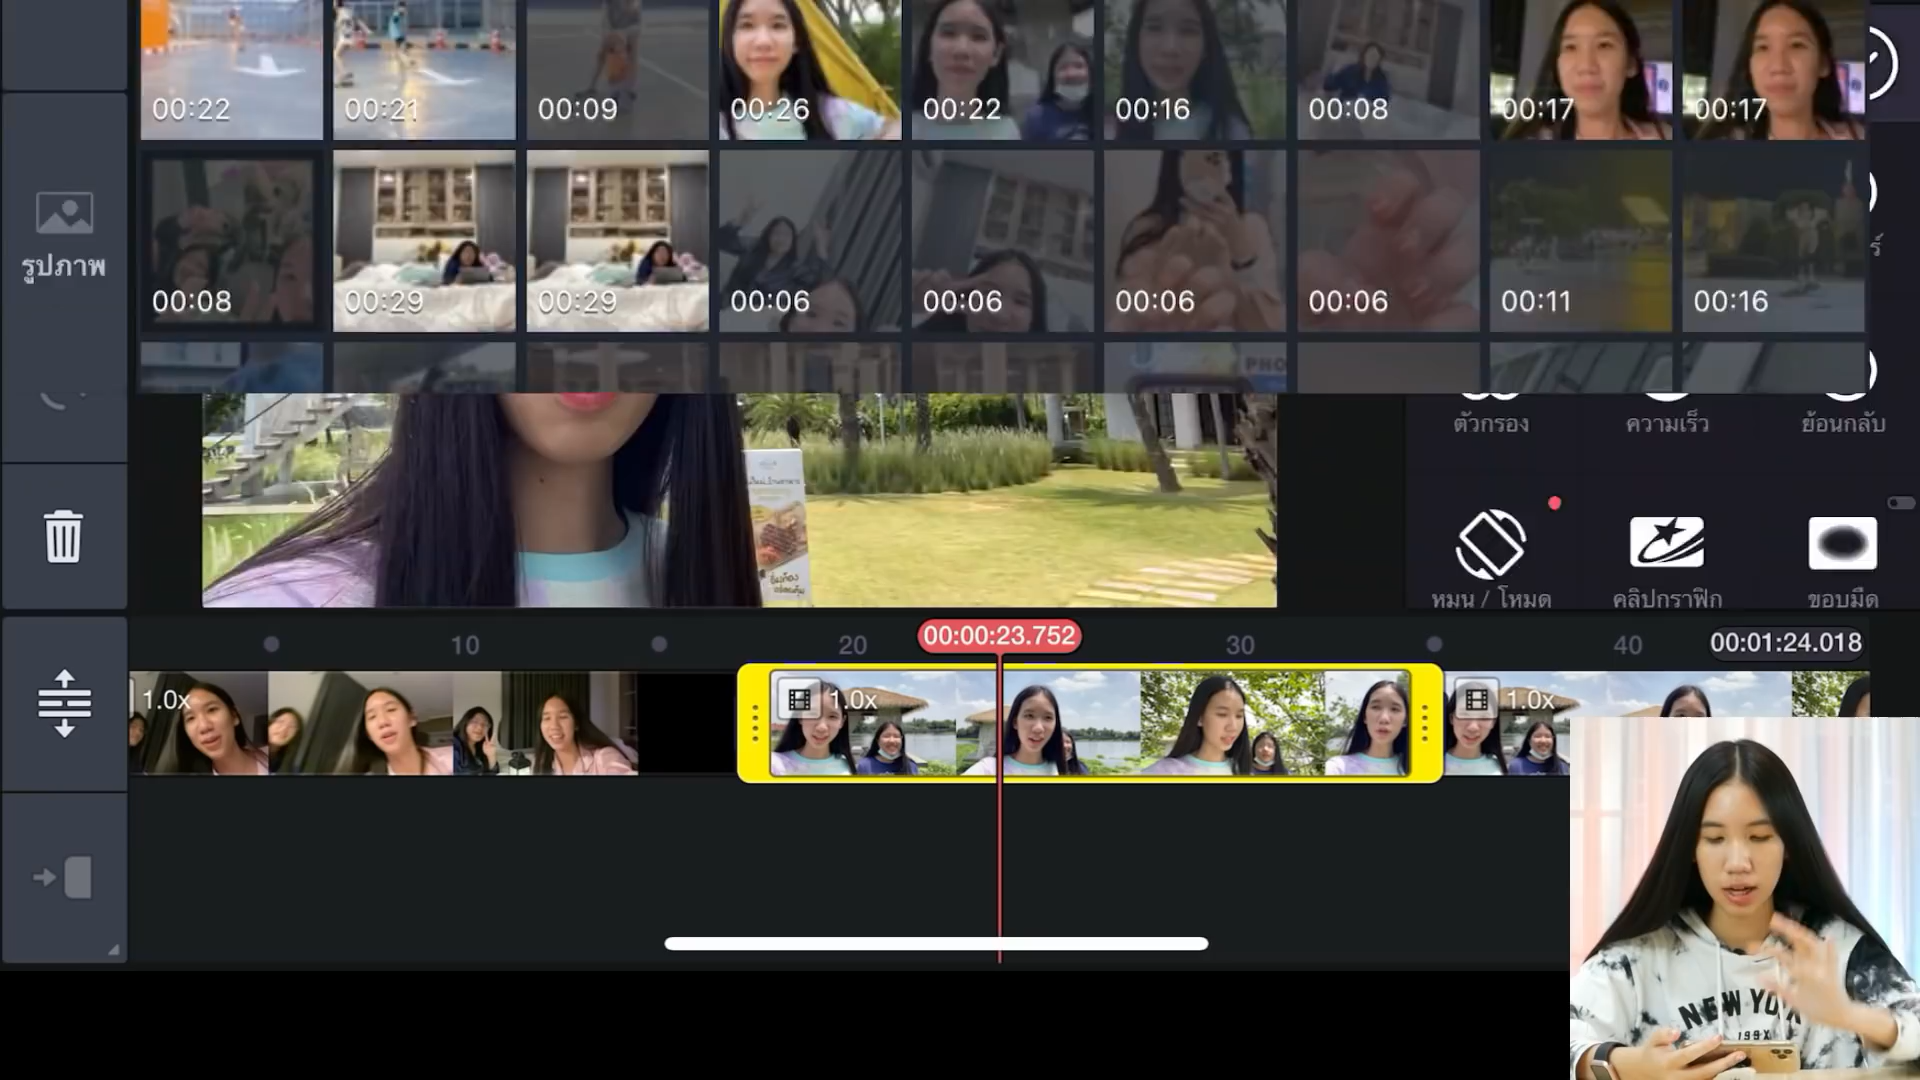 00:22 00:21 00:09 00:26 00:22 00:16 00:08 00:17 00:17
รูปภาพ
00:08 00:29 00:29 00:06 00:06 00:06 00:06 00:11 00:16
PHO
ตัวกรอง ความเร็ว ย้อนกลับ
หมุน / โหมด คลิปกราฟิก ขอบมืด
10 20 00:00:23.752 30 40 00:01:24.018
1.0x 1.0x 1.0x
NEW YO
199X